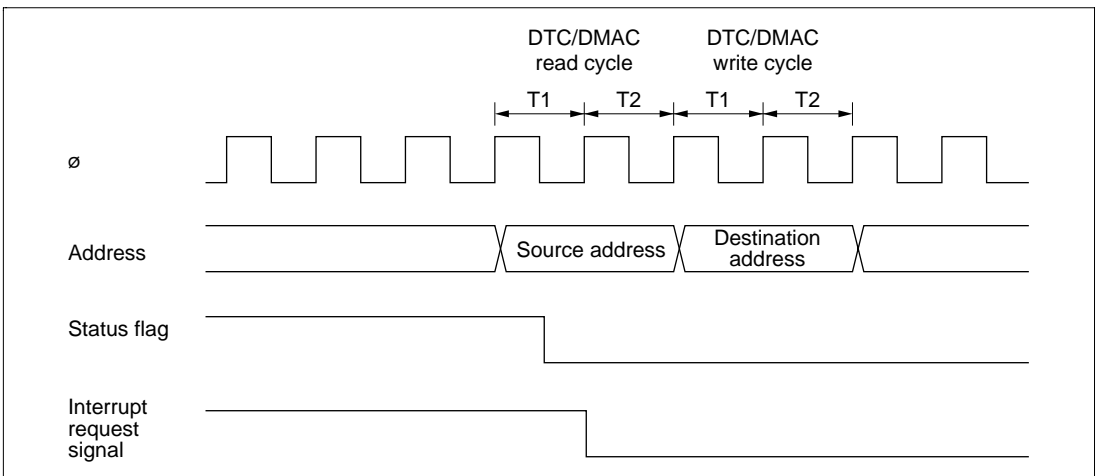 DTC/DMAC DTC/DMAC
read cycle write cycle
T1 T2 T1 T2
ø
Address Source address Destination
address
Status flag
Interrupt
request
signal